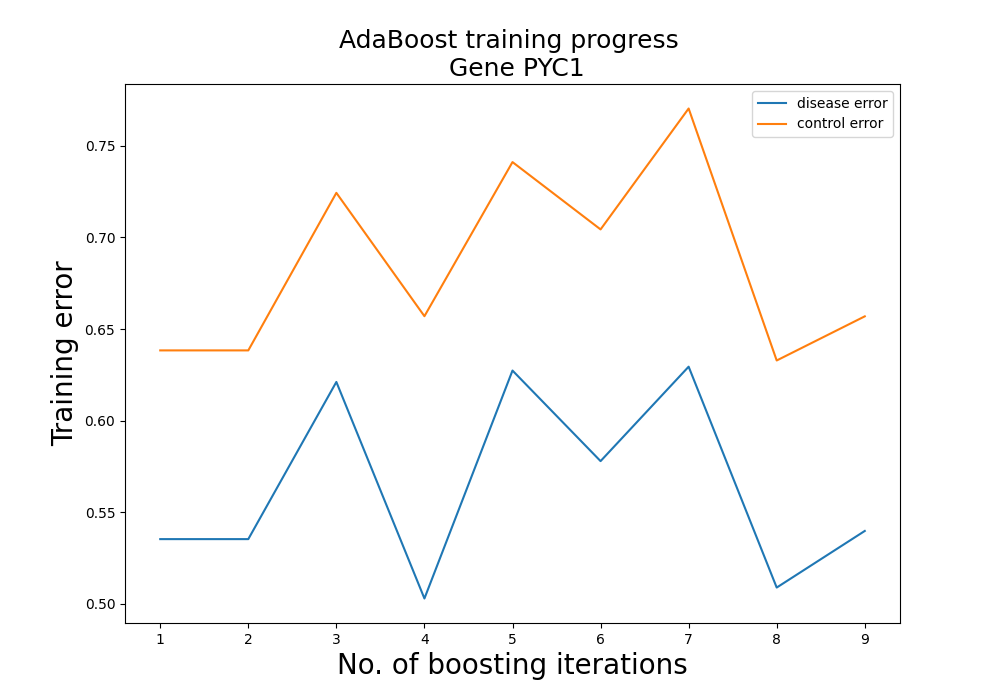 AdaBoost training progress
Gene PYC1
disease error
control error
Training error
0.75
0.70
0.65
0.60
0.55
0.50
1 2 3 4 5 6 7 8 9
No. of boosting iterations